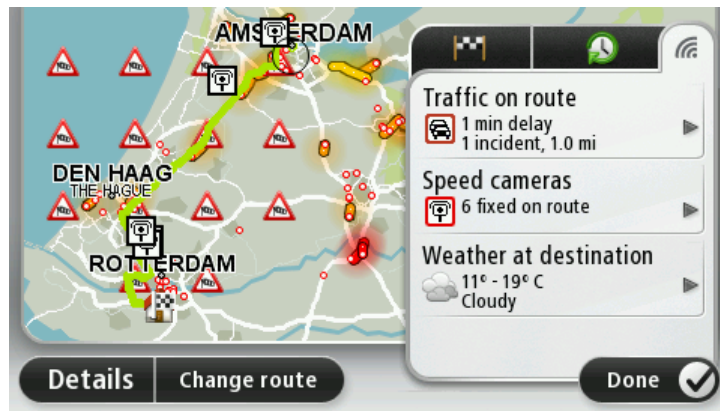 AMSTERDAM
DEN HAAG
THE HAGUE
ROTTERDAM
Traffic on route
1 min delay
1 incident, 1.0 mi
Speed cameras
6 fixed on route
Weather at destination
11° - 19° C
Cloudy
Details
Change route
Done